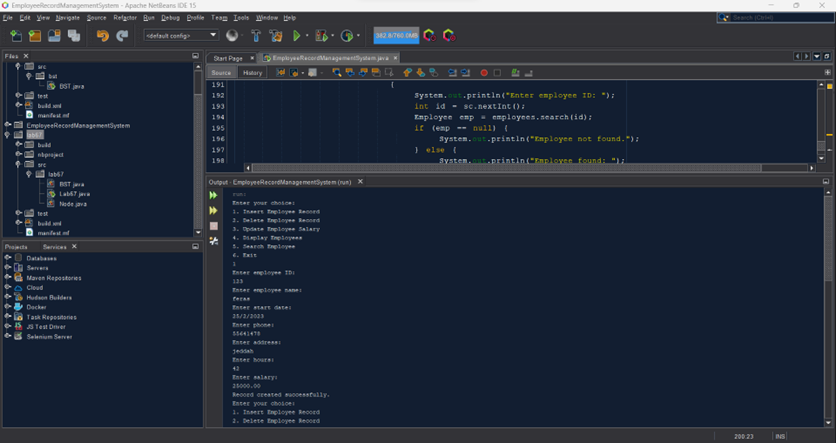 EmployeeRecordManagementSystem - Apache NetBeans IDE 15
File Edit View Navigate Source Refactor Run Debug Profile Team Tools Window Help
Search (Ctrl+I)
<default config>
382.8/760.0MB
Files
src
bst
BST.java
test
build.xml
manifest.mf
EmployeeRecordManagementSystem
lab67
build
nbproject
src
lab67
BST.java
Lab67.java
Node.java
test
build.xml
manifest.mf
Projects Services
Databases
Servers
Maven Repositories
Cloud
Hudson Builders
Docker
Task Repositories
JS Test Driver
Selenium Server
Start Page EmployeeRecordManagementSystem.java
Source History
191 {
192 System.out.println("Enter employee ID: ");
193 int id = sc.nextInt();
194 Employee emp = employees.search(id);
195 if (emp == null) {
196 System.out.println("Employee not found.");
197 } else {
198 System.out.println("Employee found: ");
Output - EmployeeRecordManagementSystem (run)
run:
Enter your choice:
1. Insert Employee Record
2. Delete Employee Record
3. Update Employee Salary
4. Display Employees
5. Search Employee
6. Exit
1
Enter employee ID:
123
Enter employee name:
feras
Enter start date:
25/2/2023
Enter phone:
55641478
Enter address:
jeddah
Enter hours:
42
Enter salary:
25000.00
Record created successfully.
Enter your choice:
1. Insert Employee Record
2. Delete Employee Record
200:23 INS